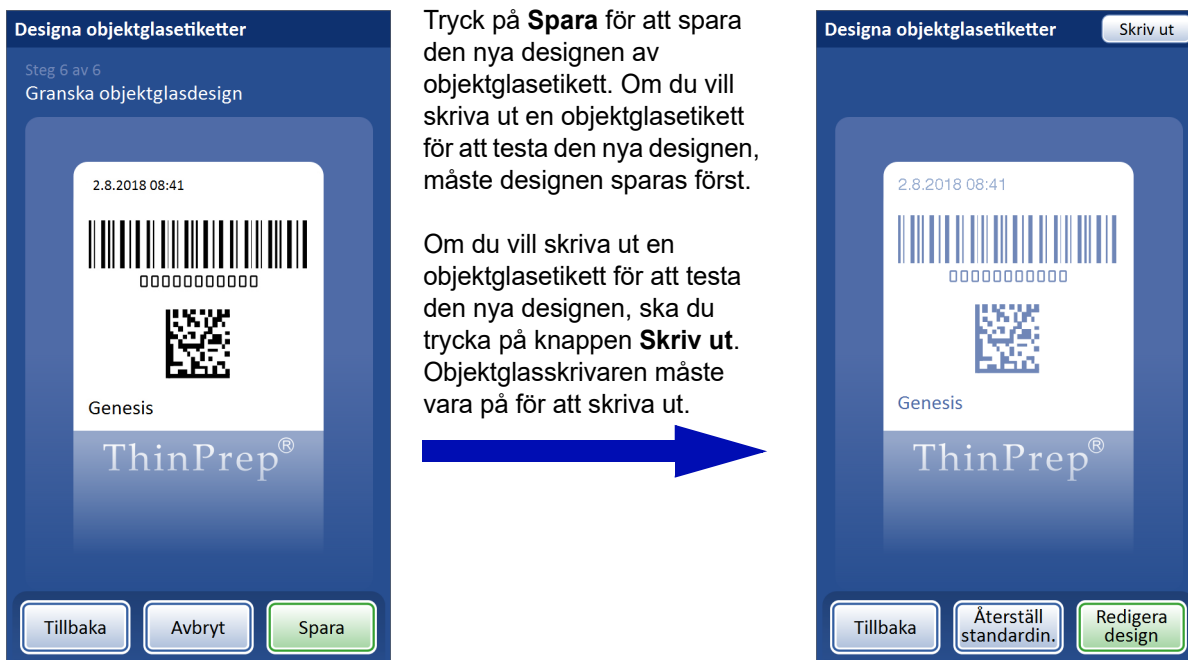 Designa objektglasetiketter
Steg 6 av 6
Granska objektglasdesign
2.8.2018 08:41
00000000000
Genesis
ThinPrep®
Tillbaka
Avbryt
Spara
Tryck på Spara för att spara
den nya designen av
objektglasetikett. Om du vill
skriva ut en objektglasetikett
för att testa den nya designen,
måste designen sparas först.
Om du vill skriva ut en
objektglasetikett för att testa
den nya designen, ska du
trycka på knappen Skriv ut.
Objektglasskrivaren måste
vara på för att skriva ut.
Designa objektglasetiketter
Skriv ut
2.8.2018 08:41
00000000000
Genesis
ThinPrep®
Tillbaka
Återställ
standardin.
Redigera
design